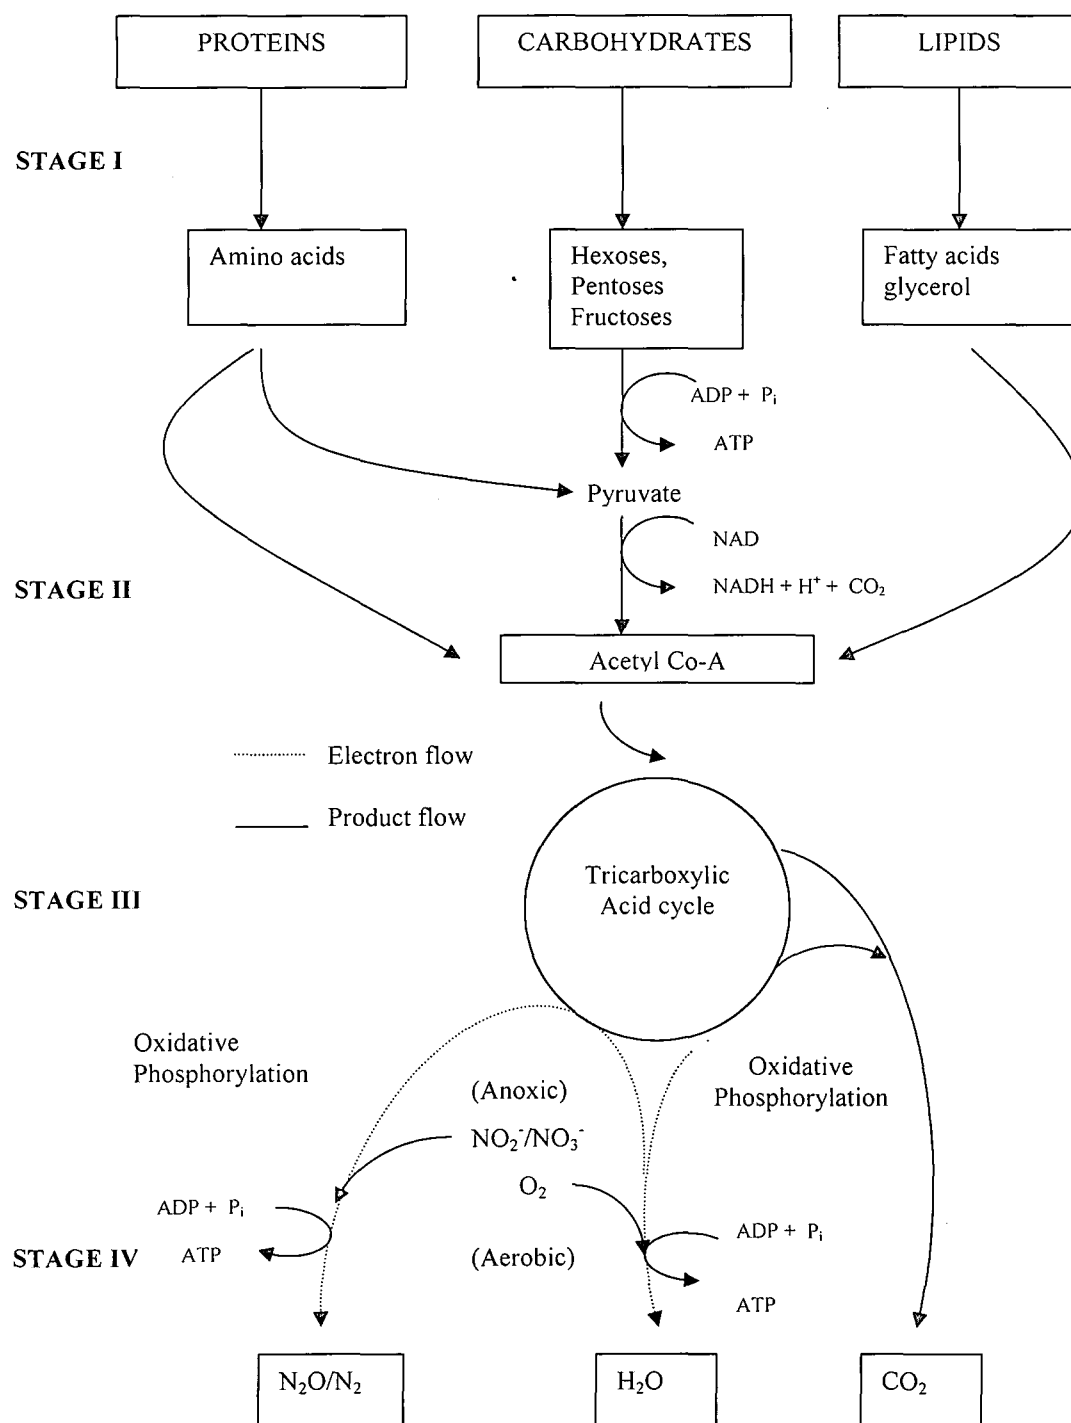 PROTEINS
CARBOHYDRATES
LIPIDS
STAGE I
Amino acids
Hexoses,
Pentoses
Fructoses
Fatty acids
glycerol
ADP + Pᵢ
ATP
Pyruvate
NAD
STAGE II
NADH + H⁺ + CO₂
Acetyl Co-A
Electron flow
Product flow
Tricarboxylic
Acid cycle
STAGE III
Oxidative
Phosphorylation
Oxidative
Phosphorylation
(Anoxic)
NO₂⁻/NO₃⁻
O₂
ADP + Pᵢ
ATP
STAGE IV
(Aerobic)
ADP + Pᵢ
ATP
N₂O/N₂
H₂O
CO₂